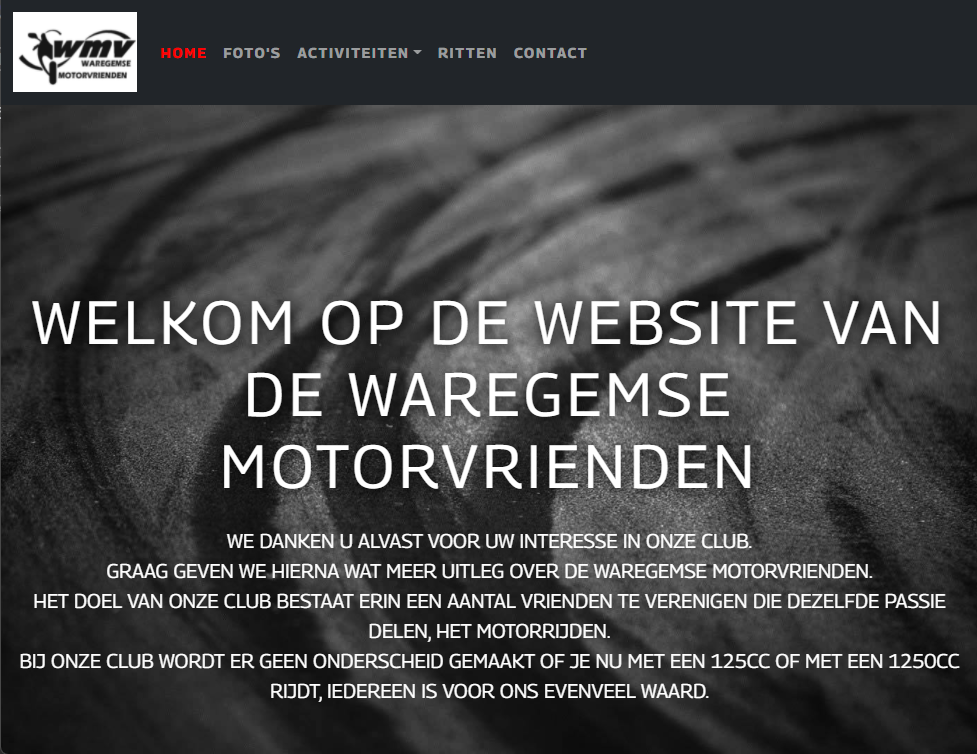 wmv
WAREGEMSE
MOTORVRIENDEN
HOME FOTO'S ACTIVITEITEN RITTEN CONTACT
WELKOM OP DE WEBSITE VAN
DE WAREGEMSE
MOTORVRIENDEN
WE DANKEN U ALVAST VOOR UW INTERESSE IN ONZE CLUB.
GRAAG GEVEN WE HIERNA WAT MEER UITLEG OVER DE WAREGEMSE MOTORVRIENDEN.
HET DOEL VAN ONZE CLUB BESTAAT ERIN EEN AANTAL VRIENDEN TE VERENIGEN DIE DEZELFDE PASSIE
DELEN, HET MOTORRIJDEN.
BIJ ONZE CLUB WORDT ER GEEN ONDERSCHEID GEMAAKT OF JE NU MET EEN 125CC OF MET EEN 1250CC
RIJDT, IEDEREEN IS VOOR ONS EVENVEEL WAARD.